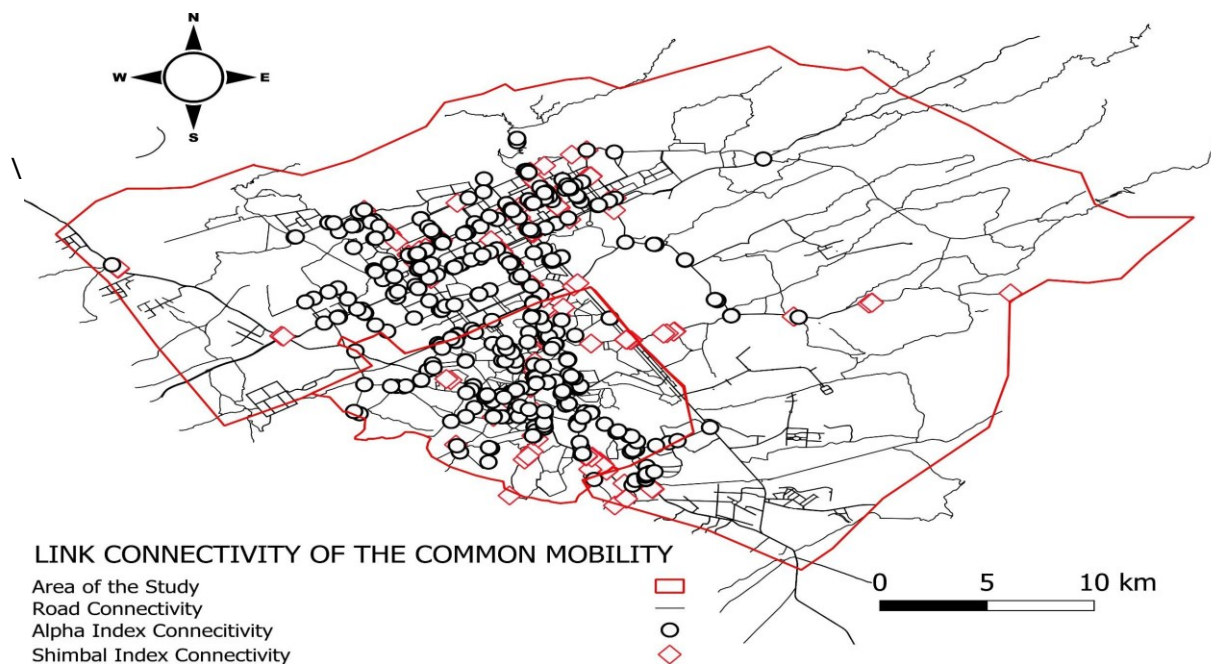 N
W
E
S
\
LINK CONNECTIVITY OF THE COMMON MOBILITY
Area of the Study
Road Connectivity
Alpha Index Connecitivity
Shimbal Index Connectivity
0 5 10 km